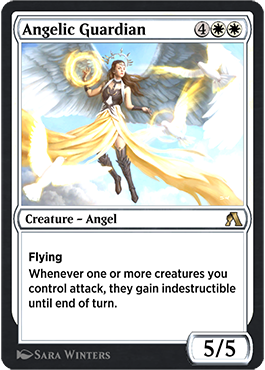 Angelic Guardian 4
Creature – Angel
Flying
Whenever one or more creatures you
control attack, they gain indestructible
until end of turn.
5/5
Sara Winters